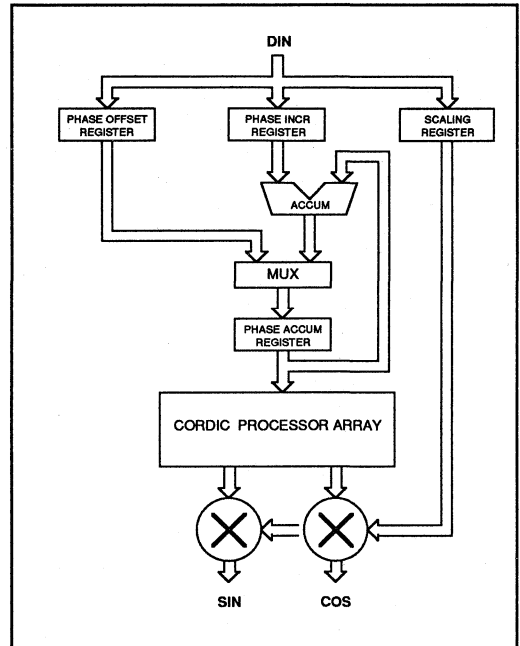 DIN
PHASE OFFSET
REGISTER
PHASE INCR
REGISTER
SCALING
REGISTER
ACCUM
MUX
PHASE ACCUM
REGISTER
CORDIC PROCESSOR ARRAY
SIN
COS